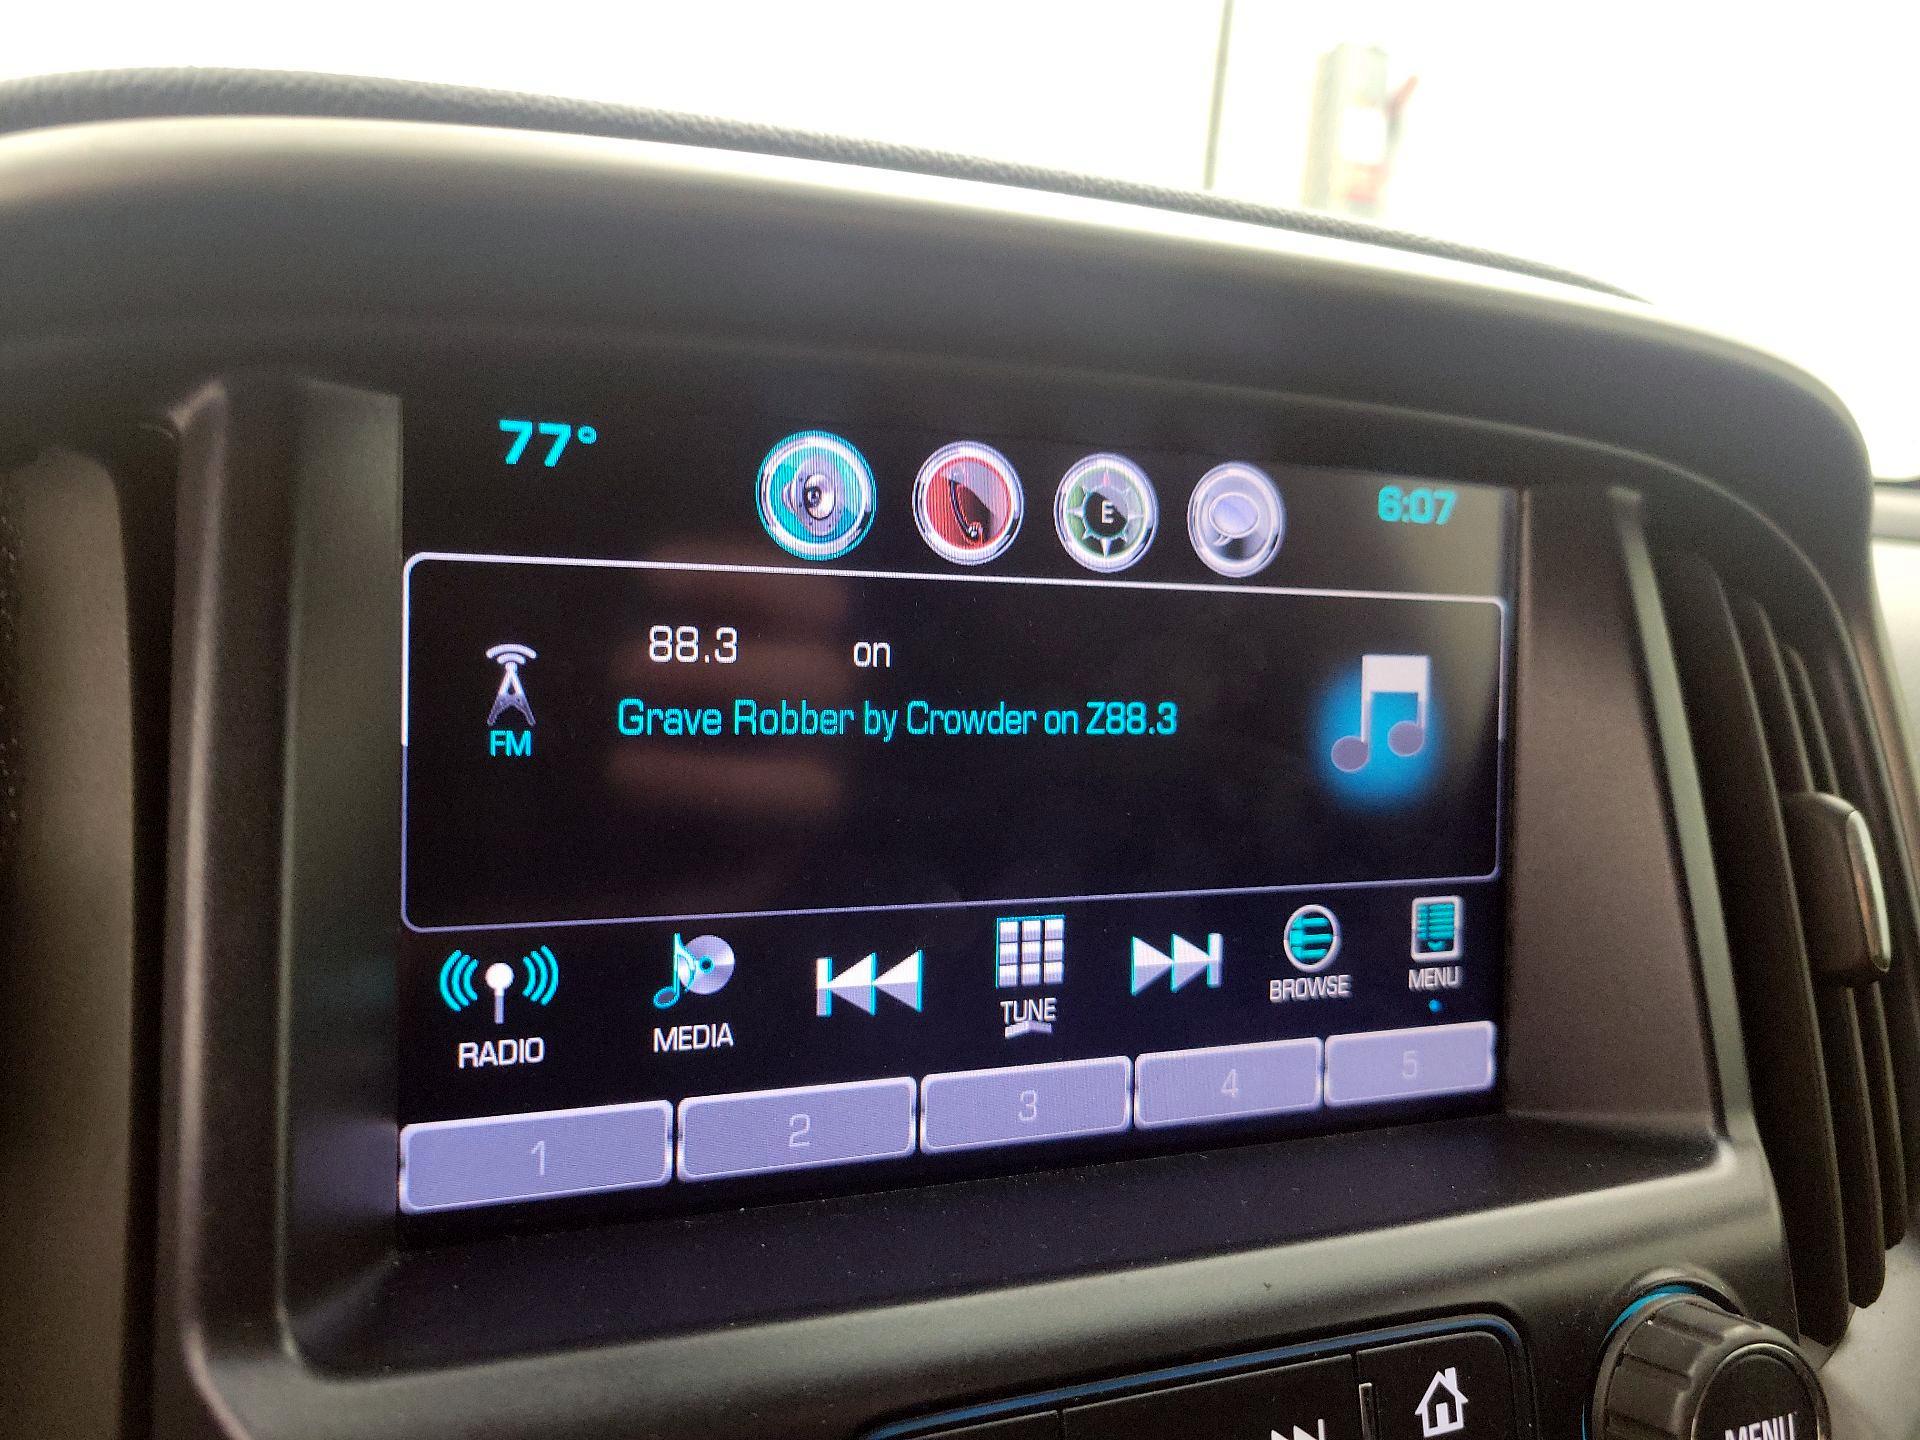 77°
E
6:07
88.3 on
FM
Grave Robber by Crowder on Z88.3
RADIO
MEDIA
TUNE
BROWSE
MENU
1
2
3
4
5
MENU